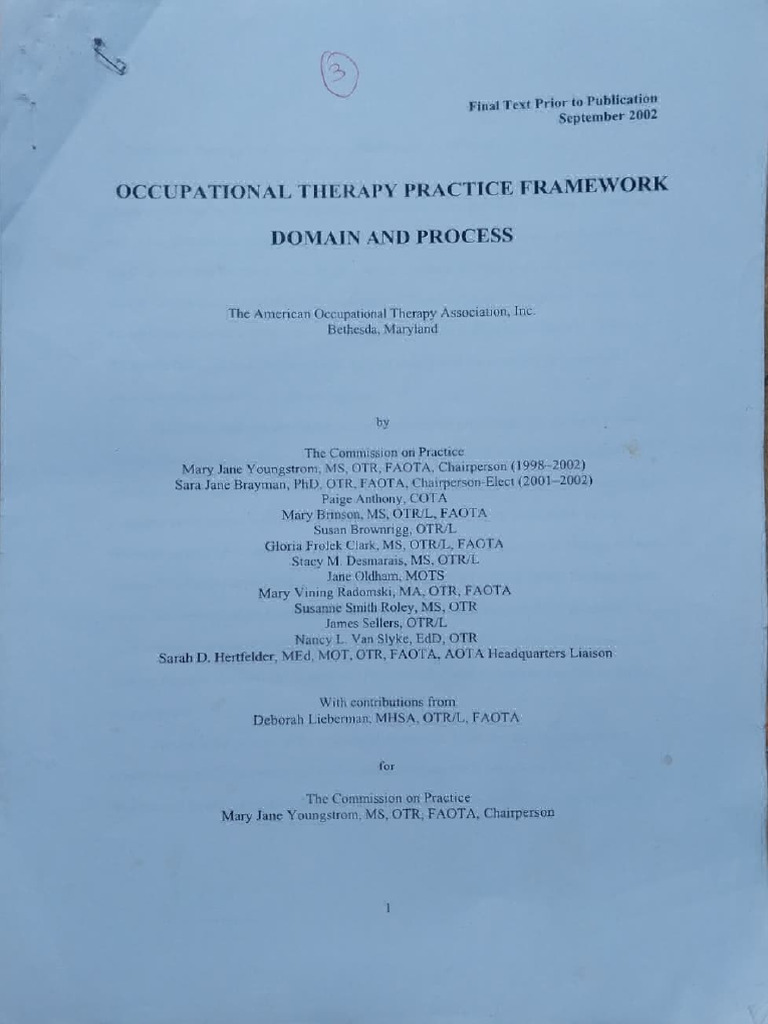 3
Final Text Prior to Publication
September 2002
OCCUPATIONAL THERAPY PRACTICE FRAMEWORK
DOMAIN AND PROCESS
The American Occupational Therapy Association, Inc.
Bethesda, Maryland
by
The Commission on Practice
Mary Jane Youngstrom, MS, OTR, FAOTA, Chairperson (1998–2002)
Sara Jane Brayman, PhD, OTR, FAOTA, Chairperson-Elect (2001–2002)
Paige Anthony, COTA
Mary Brinson, MS, OTR/L, FAOTA
Susan Brownrigg, OTR/L
Gloria Frolek Clark, MS, OTR/L, FAOTA
Stacy M. Desmarais, MS, OTR/L
Jane Oldham, MOTS
Mary Vining Radomski, MA, OTR, FAOTA
Susanne Smith Roley, MS, OTR
James Sellers, OTR/L
Nancy L. Van Slyke, EdD, OTR
Sarah D. Hertfelder, MEd, MOT, OTR, FAOTA, AOTA Headquarters Liaison
With contributions from
Deborah Lieberman, MHSA, OTR/L, FAOTA
for
The Commission on Practice
Mary Jane Youngstrom, MS, OTR, FAOTA, Chairperson
1